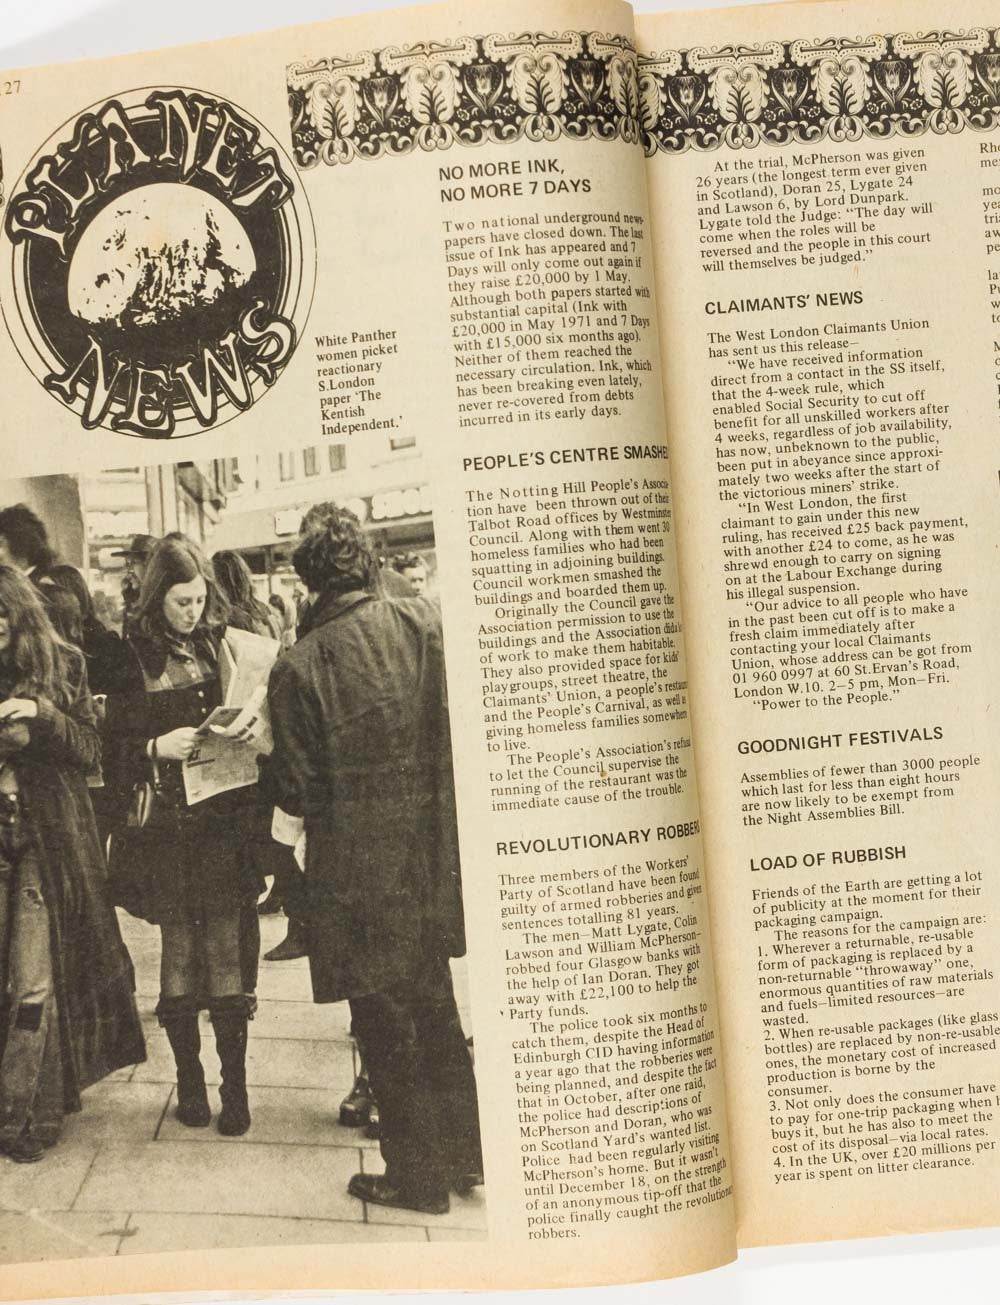 27
PLANET
NEWS
White Panther
women picket
reactionary
S.London
paper 'The
Kentish
Independent.'
NO MORE INK,
NO MORE 7 DAYS
Two national underground news-
papers have closed down. The last
issue of Ink has appeared and 7
Days will only come out again if
they raise £20,000 by 1 May.
Although both papers started with
substantial capital (Ink with
£20,000 in May 1971 and 7 Days
with £15,000 six months ago).
Neither of them reached the
necessary circulation. Ink, which
has been breaking even lately,
never re-covered from debts
incurred in its early days.
PEOPLE'S CENTRE SMASHED
The Notting Hill People's Associa-
tion have been thrown out of their
Talbot Road offices by Westminster
Council. Along with them went 30
homeless families who had been
squatting in adjoining buildings.
Council workmen smashed the
buildings and boarded them up.
Originally the Council gave the
Association permission to use the
buildings and the Association did a
of work to make them habitable.
They also provided space for kids'
playgroups, street theatre, the
Claimants' Union, a people's restaur
and the People's Carnival, as well as
giving homeless families somewhere
to live.
The People's Association's refusal
to let the Council supervise the
running of the restaurant was the
immediate cause of the trouble.
REVOLUTIONARY ROBBERS
Three members of the Workers'
Party of Scotland have been found
guilty of armed robberies and given
sentences totalling 81 years.
The men—Matt Lygate, Colin
Lawson and William McPherson—
robbed four Glasgow banks with
the help of Ian Doran. They got
away with £22,100 to help the
Party funds.
The police took six months to
catch them, despite the Head of
Edinburgh CID having information
a year ago that the robberies were
being planned, and despite the fact
that in October, after one raid,
the police had descriptions of
McPherson and Doran, who was
on Scotland Yard's wanted list.
Police had been regularly visiting
McPherson's home. But it wasn't
until December 18, on the strength
of an anonymous tip-off that the
police finally caught the revolutionary
robbers.
At the trial, McPherson was given
26 years (the longest term ever given
in Scotland), Doran 25, Lygate 24
and Lawson 6, by Lord Dunpark.
Lygate told the Judge: "The day will
come when the roles will be
reversed and the people in this court
will themselves be judged."
CLAIMANTS' NEWS
The West London Claimants Union
has sent us this release—
"We have received information
direct from a contact in the SS itself,
that the 4-week rule, which
enabled Social Security to cut off
benefit for all unskilled workers after
4 weeks, regardless of job availability,
has now, unbeknown to the public,
been put in abeyance since approxi-
mately two weeks after the start of
the victorious miners' strike.
"In West London, the first
claimant to gain under this new
ruling, has received £25 back payment,
with another £24 to come, as he was
shrewd enough to carry on signing
on at the Labour Exchange during
his illegal suspension.
"Our advice to all people who have
in the past been cut off is to make a
fresh claim immediately after
contacting your local Claimants
Union, whose address can be got from
01 960 0997 at 60 St.Ervan's Road,
London W.10. 2–5 pm, Mon–Fri.
"Power to the People."
GOODNIGHT FESTIVALS
Assemblies of fewer than 3000 people
which last for less than eight hours
are now likely to be exempt from
the Night Assemblies Bill.
LOAD OF RUBBISH
Friends of the Earth are getting a lot
of publicity at the moment for their
packaging campaign.
The reasons for the campaign are:
1. Wherever a returnable, re-usable
form of packaging is replaced by a
non-returnable "throwaway" one,
enormous quantities of raw materials
and fuels—limited resources—are
wasted.
2. When re-usable packages (like glass
bottles) are replaced by non-re-usable
ones, the monetary cost of increased
production is borne by the
consumer.
3. Not only does the consumer have
to pay for one-trip packaging when h
buys it, but he has also to meet the
cost of its disposal—via local rates.
4. In the UK, over £20 millions per
year is spent on litter clearance.